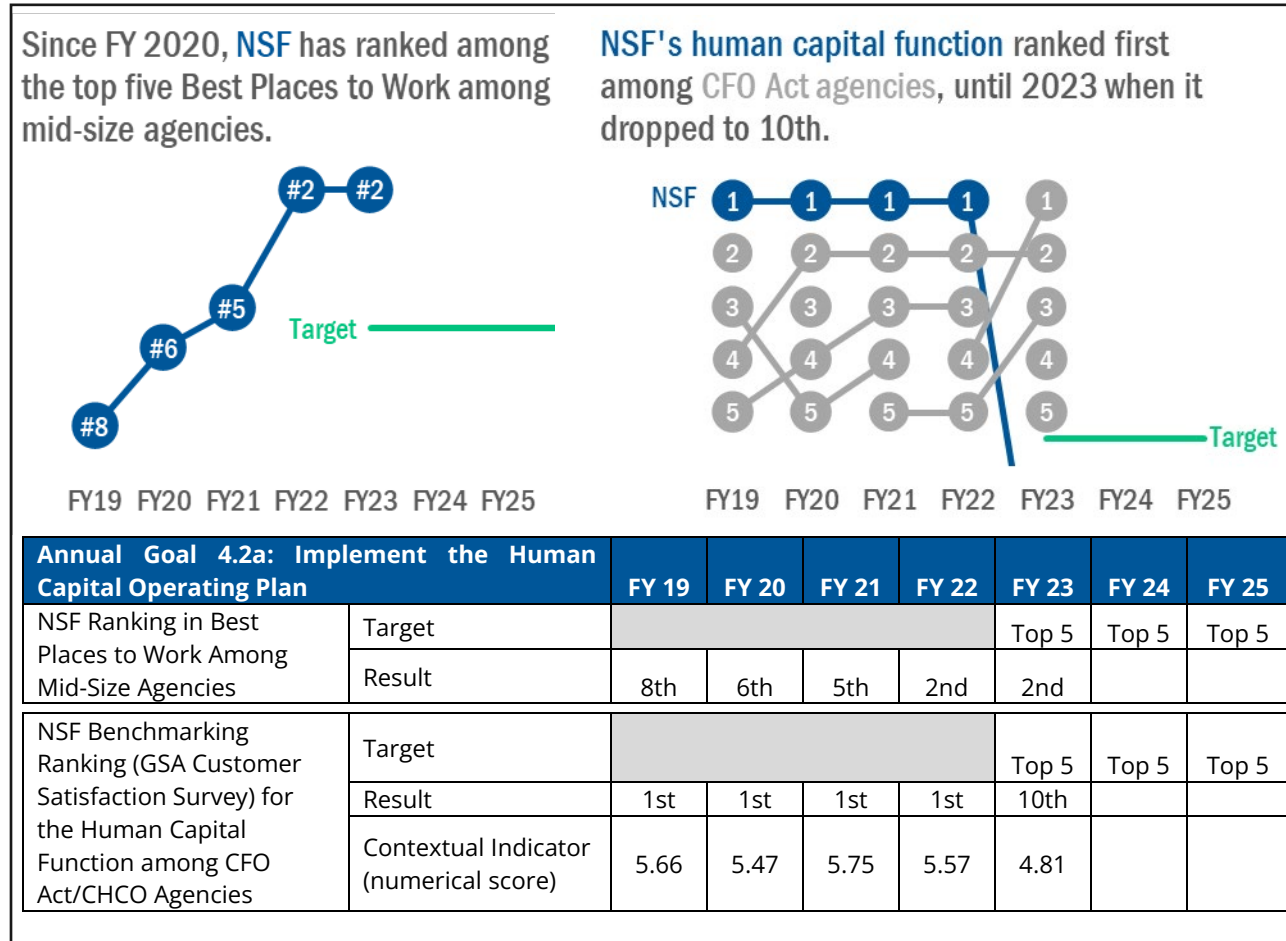 Since FY 2020, NSF has ranked among
the top five Best Places to Work among
mid-size agencies.
#2 #2
#5
Target
#6
#8
FY19 FY20 FY21 FY22 FY23 FY24 FY25
NSF's human capital function ranked first
among CFO Act agencies, until 2023 when it
dropped to 10th.
NSF 1 1 1 1 1
2 2 2 2 2
3 3 3 3 3
4 4 4 4 4
5 5 5 5 5
Target
FY19 FY20 FY21 FY22 FY23 FY24 FY25
Annual Goal 4.2a: Implement the Human
Capital Operating Plan FY 19 FY 20 FY 21 FY 22 FY 23 FY 24 FY 25
NSF Ranking in Best
Places to Work Among
Mid-Size Agencies
Target Top 5 Top 5 Top 5
Result 8th 6th 5th 2nd 2nd
NSF Benchmarking
Ranking (GSA Customer
Satisfaction Survey) for
the Human Capital
Function among CFO
Act/CHCO Agencies
Target Top 5 Top 5 Top 5
Result 1st 1st 1st 1st 10th
Contextual Indicator
(numerical score) 5.66 5.47 5.75 5.57 4.81